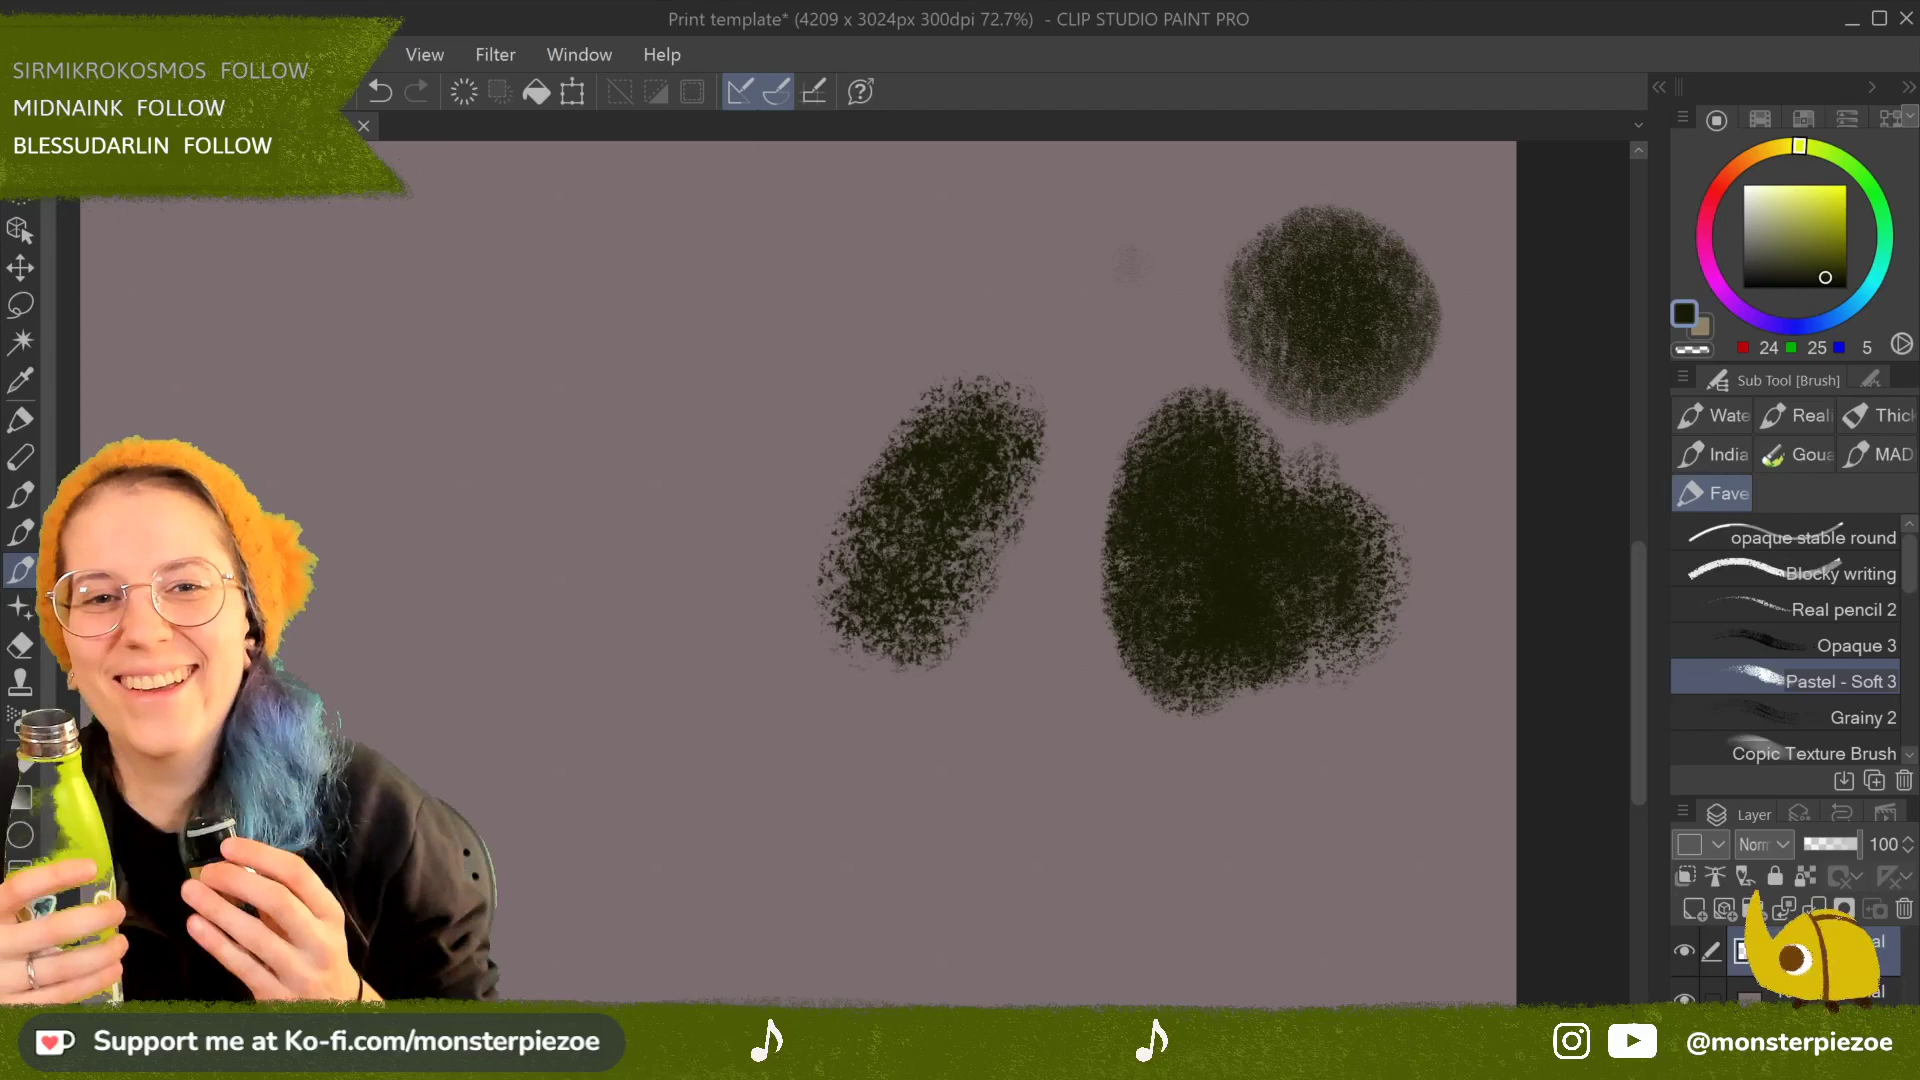 Print template* (4209 x 3024px 300dpi 72.7%) - CLIP STUDIO PAINT PRO
View Filter Window Help
SIRMIKROKOSMOS FOLLOW
MIDNAINK FOLLOW
BLESSUDARLIN FOLLOW
24 25 5
Sub Tool [Brush]
Wate Reali Thick
India Goua MAD
Fave
opaque stable round
Blocky writing
Real pencil 2
Opaque 3
Pastel - Soft 3
Grainy 2
Copic Texture Brush
Layer
Norm 100
al
al
Support me at Ko-fi.com/monsterpiezoe
@monsterpiezoe